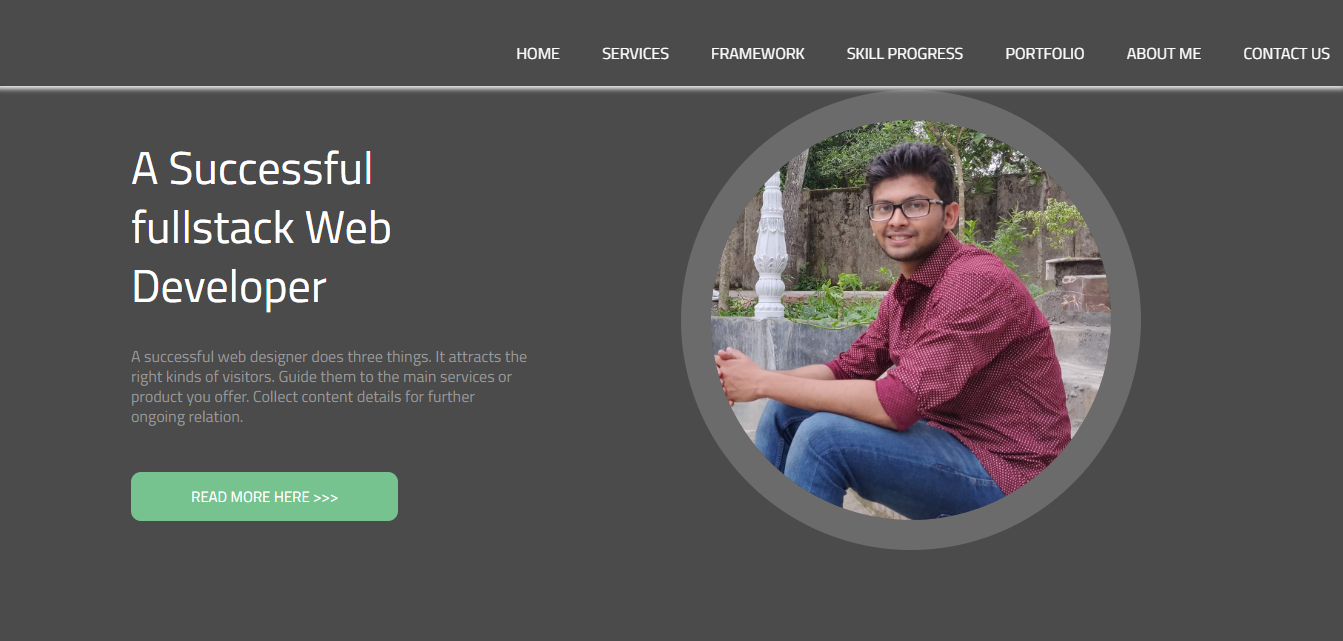 HOME SERVICES FRAMEWORK SKILL PROGRESS PORTFOLIO ABOUT ME CONTACT US
A Successful
fullstack Web
Developer
A successful web designer does three things. It attracts the
right kinds of visitors. Guide them to the main services or
product you offer. Collect content details for further
ongoing relation.
READ MORE HERE >>>